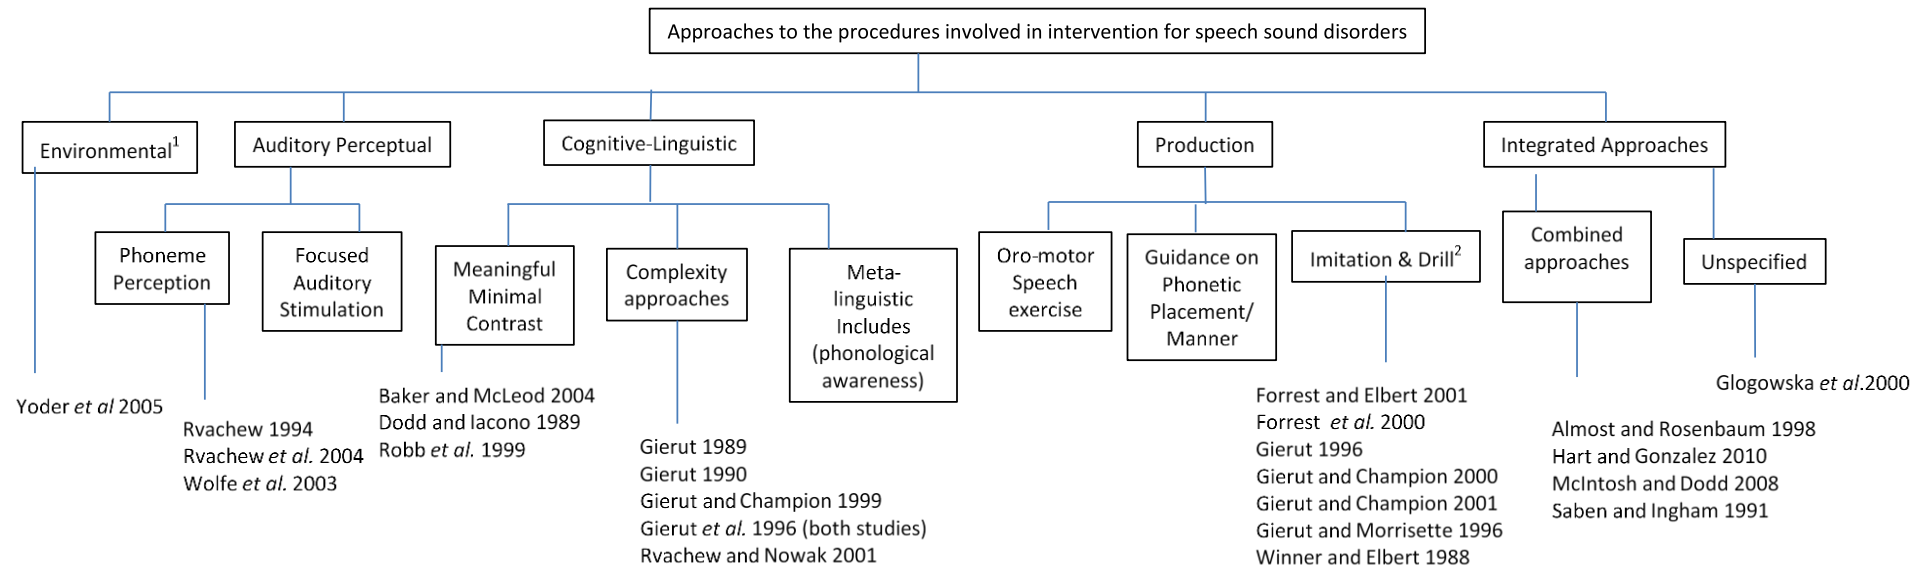 Approaches to the procedures involved in intervention for speech sound disorders
Environmental1
Auditory Perceptual
Cognitive-Linguistic
Production
Integrated Approaches
Phoneme
Perception
Focused
Auditory
Stimulation
Meaningful
Minimal
Contrast
Complexity
approaches
Meta-
linguistic
Includes
(phonological
awareness)
Oro-motor
Speech
exercise
Guidance on
Phonetic
Placement/
Manner
Imitation & Drill2
Combined
approaches
Unspecified
Yoder et al 2005
Rvachew 1994
Rvachew et al. 2004
Wolfe et al. 2003
Baker and McLeod 2004
Dodd and Iacono 1989
Robb et al. 1999
Gierut 1989
Gierut 1990
Gierut and Champion 1999
Gierut et al. 1996 (both studies)
Rvachew and Nowak 2001
Forrest and Elbert 2001
Forrest et al. 2000
Gierut 1996
Gierut and Champion 2000
Gierut and Champion 2001
Gierut and Morrisette 1996
Winner and Elbert 1988
Almost and Rosenbaum 1998
Hart and Gonzalez 2010
McIntosh and Dodd 2008
Saben and Ingham 1991
Glogowska et al.2000